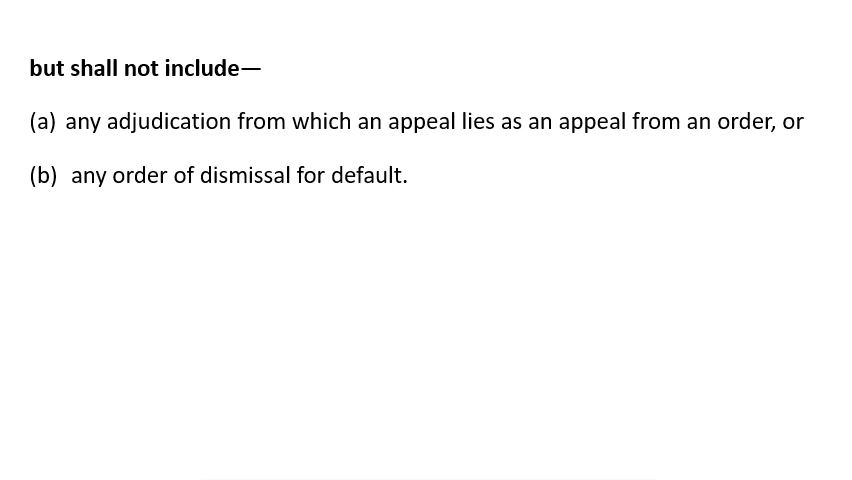 but shall not include—
(a) any adjudication from which an appeal lies as an appeal from an order, or
(b) any order of dismissal for default.